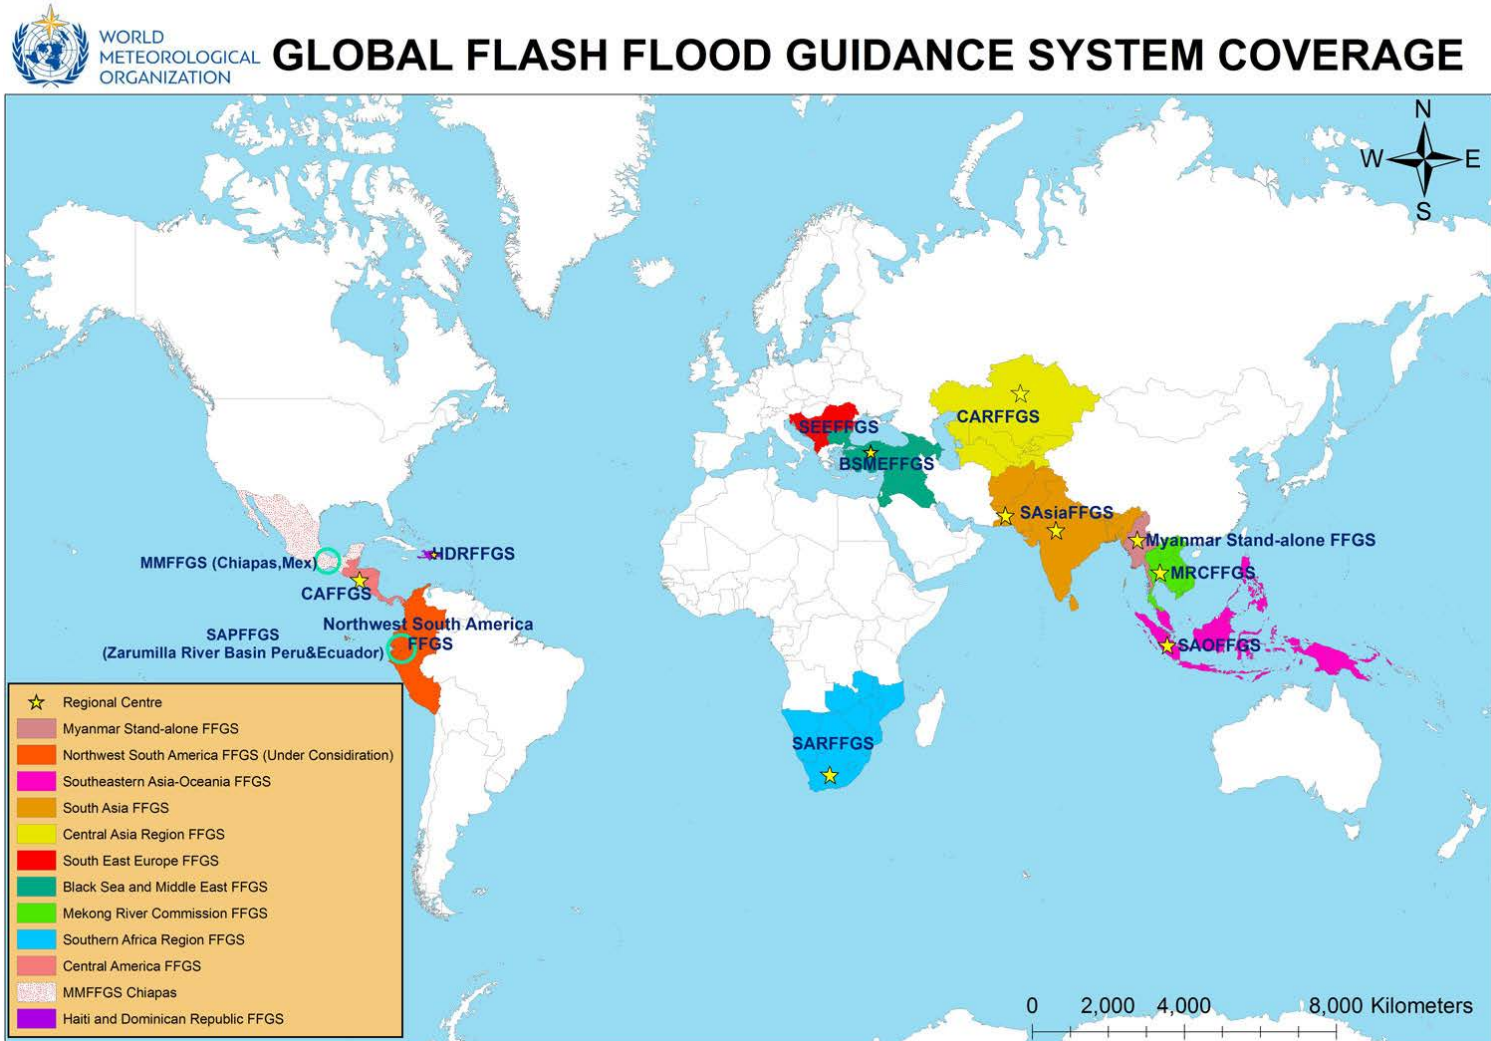 WORLD
METEOROLOGICAL
ORGANIZATION
GLOBAL FLASH FLOOD GUIDANCE SYSTEM COVERAGE
N
W
E
S
CARFFGS
SEEFFGS
BSMEFFGS
SAsiaFFGS
Myanmar Stand-alone FFGS
HDRFFGS
MMFFGS (Chiapas,Mex)
MRCFFGS
CAFFGS
Northwest South America
FFGS
SAPFFGS
(Zarumilla River Basin Peru&Ecuador)
SAOFFGS
SARFFGS
Regional Centre
Myanmar Stand-alone FFGS
Northwest South America FFGS (Under Considiration)
Southeastern Asia-Oceania FFGS
South Asia FFGS
Central Asia Region FFGS
South East Europe FFGS
Black Sea and Middle East FFGS
Mekong River Commission FFGS
Southern Africa Region FFGS
Central America FFGS
MMFFGS Chiapas
Haiti and Dominican Republic FFGS
0 2,000 4,000 8,000 Kilometers